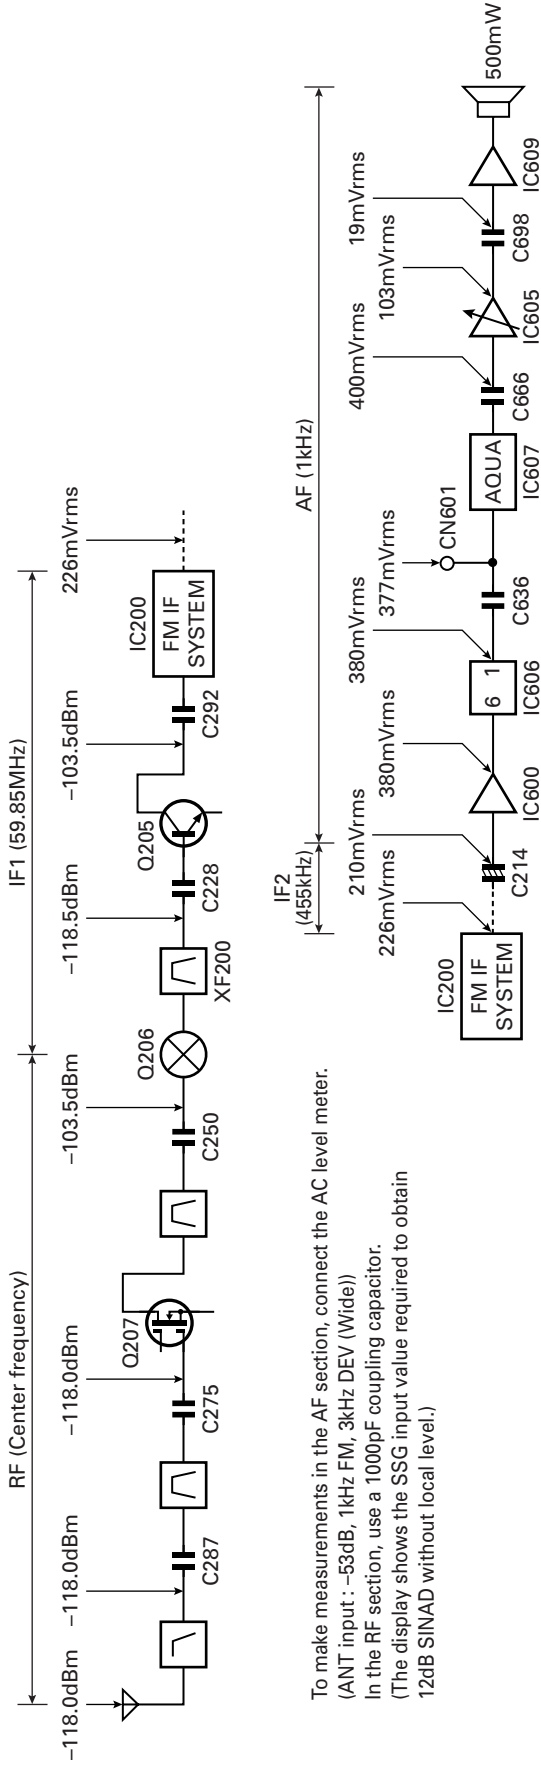 RF (Center frequency)
IF1 (59.85MHz)
−118.0dBm
−118.0dBm
−118.0dBm
−103.5dBm
−118.5dBm
−103.5dBm
226mVrms
C287
C275
Q207
C250
Q206
XF200
C228
Q205
C292
IC200
FM IF
SYSTEM
IF2
(455kHz)
AF (1kHz)
226mVrms
210mVrms
380mVrms
380mVrms
377mVrms
400mVrms
103mVrms
19mVrms
500mW
IC200
FM IF
SYSTEM
C214
IC600
6 1
IC606
C636
CN601
AQUA
IC607
C666
IC605
C698
IC609
To make measurements in the AF section, connect the AC level meter.
(ANT input : −53dB, 1kHz FM, 3kHz DEV (Wide))
In the RF section, use a 1000pF coupling capacitor.
(The display shows the SSG input value required to obtain
12dB SINAD without local level.)